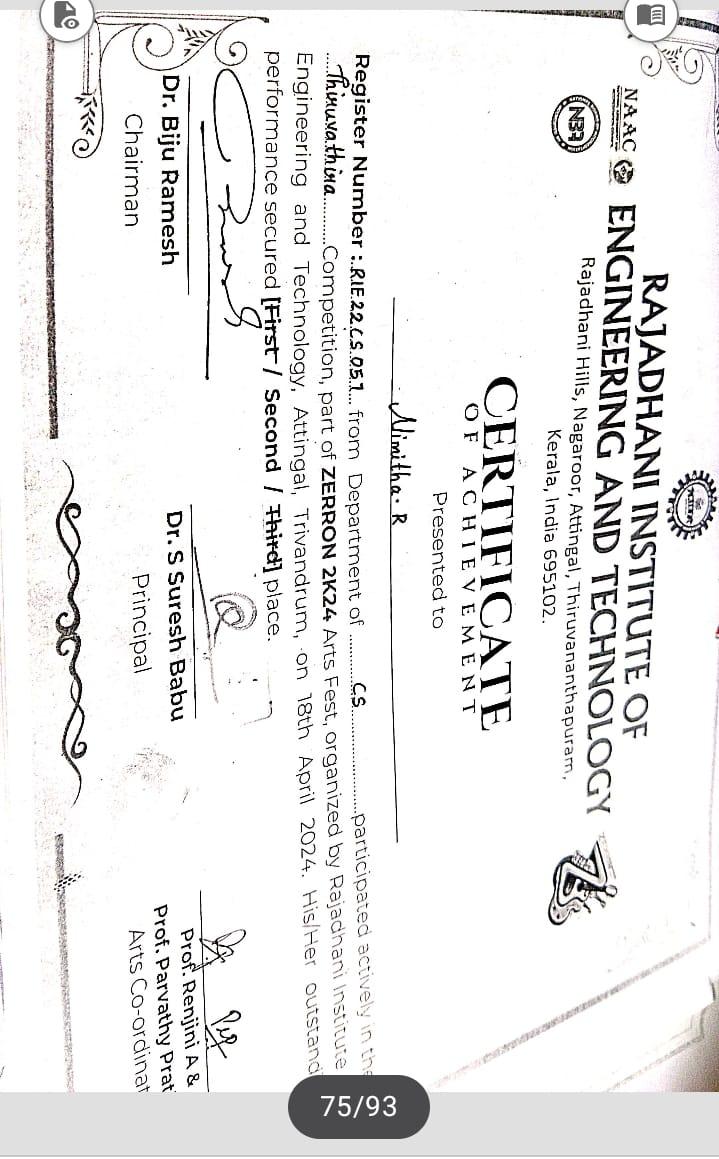 RAJADHANI INSTITUTE OF
ENGINEERING AND TECHNOLOGY
NAAC
NBA
Rajadhani Hills, Nagaroor, Attingal, Thiruvananthapuram,
Kerala, India 695102.
CERTIFICATE
OF ACHIEVEMENT
Presented to
Nimitha. R
Register Number : RIE22CS051 from Department of CS participated actively in the
Thiruvathira Competition, part of ZERRON 2K24 Arts Fest, organized by Rajadhani Institute
Engineering and Technology, Attingal, Trivandrum, on 18th April 2024. His/Her outstand
performance secured [First / Second / Third] place.
Dr. Biju Ramesh
Chairman
Dr. S Suresh Babu
Principal
Prof. Renjini A &
Prof. Parvathy Prat
Arts Co-ordinat
75/93